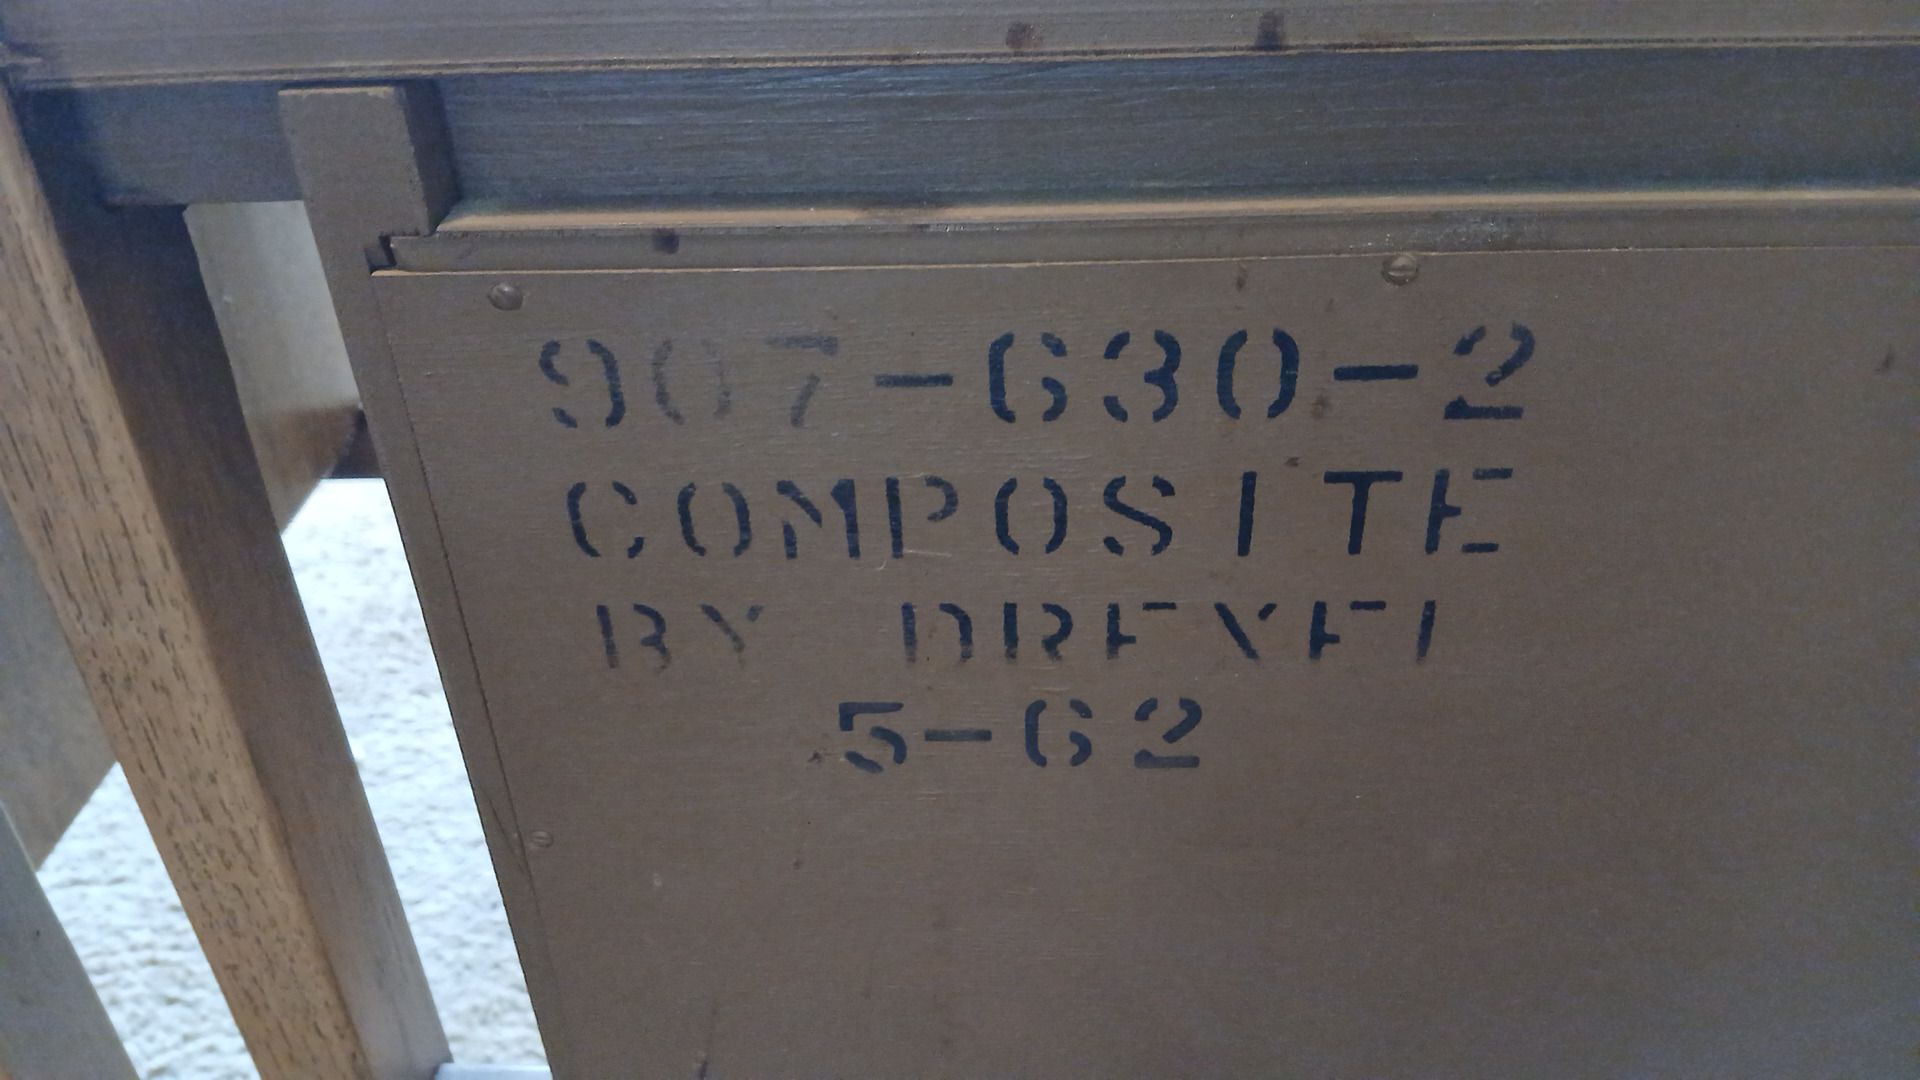 907-630-2
COMPOSITE
BY DREXEL
5-62